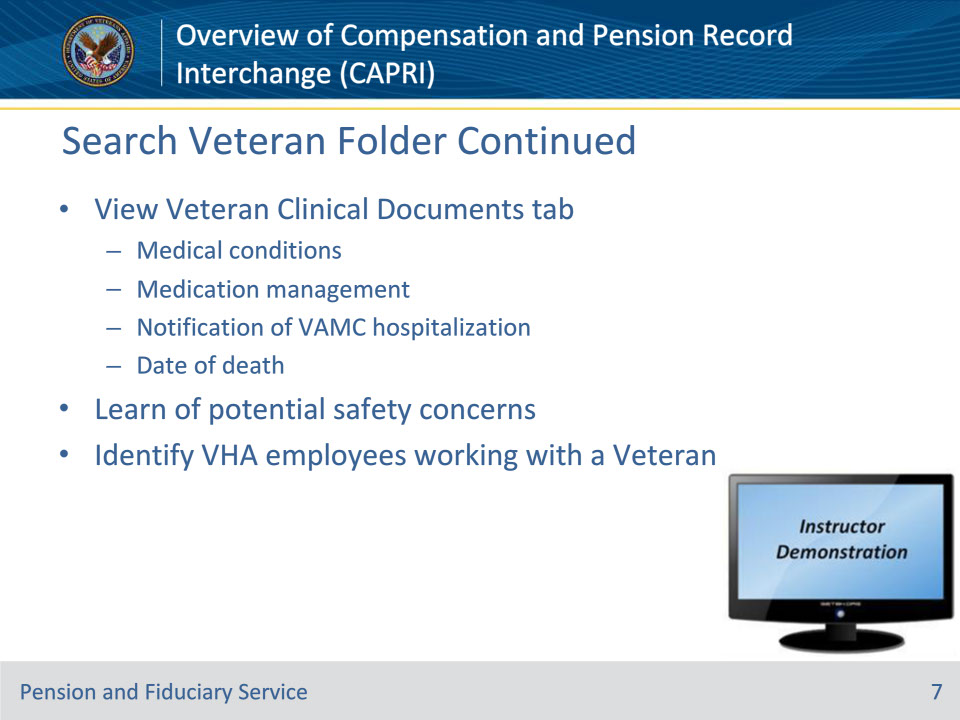 Overview of Compensation and Pension Record
Interchange (CAPRI)
Search Veteran Folder Continued
• View Veteran Clinical Documents tab
– Medical conditions
– Medication management
– Notification of VAMC hospitalization
– Date of death
• Learn of potential safety concerns
• Identify VHA employees working with a Veteran
Instructor
Demonstration
Pension and Fiduciary Service
7